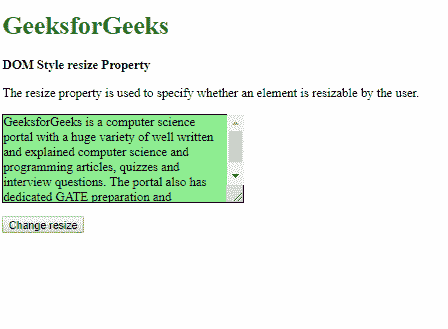 GeeksforGeeks
DOM Style resize Property
The resize property is used to specify whether an element is resizable by the user.
GeeksforGeeks is a computer science
portal with a huge variety of well written
and explained computer science and
programming articles, quizzes and
interview questions. The portal also has
dedicated GATE preparation and
Change resize